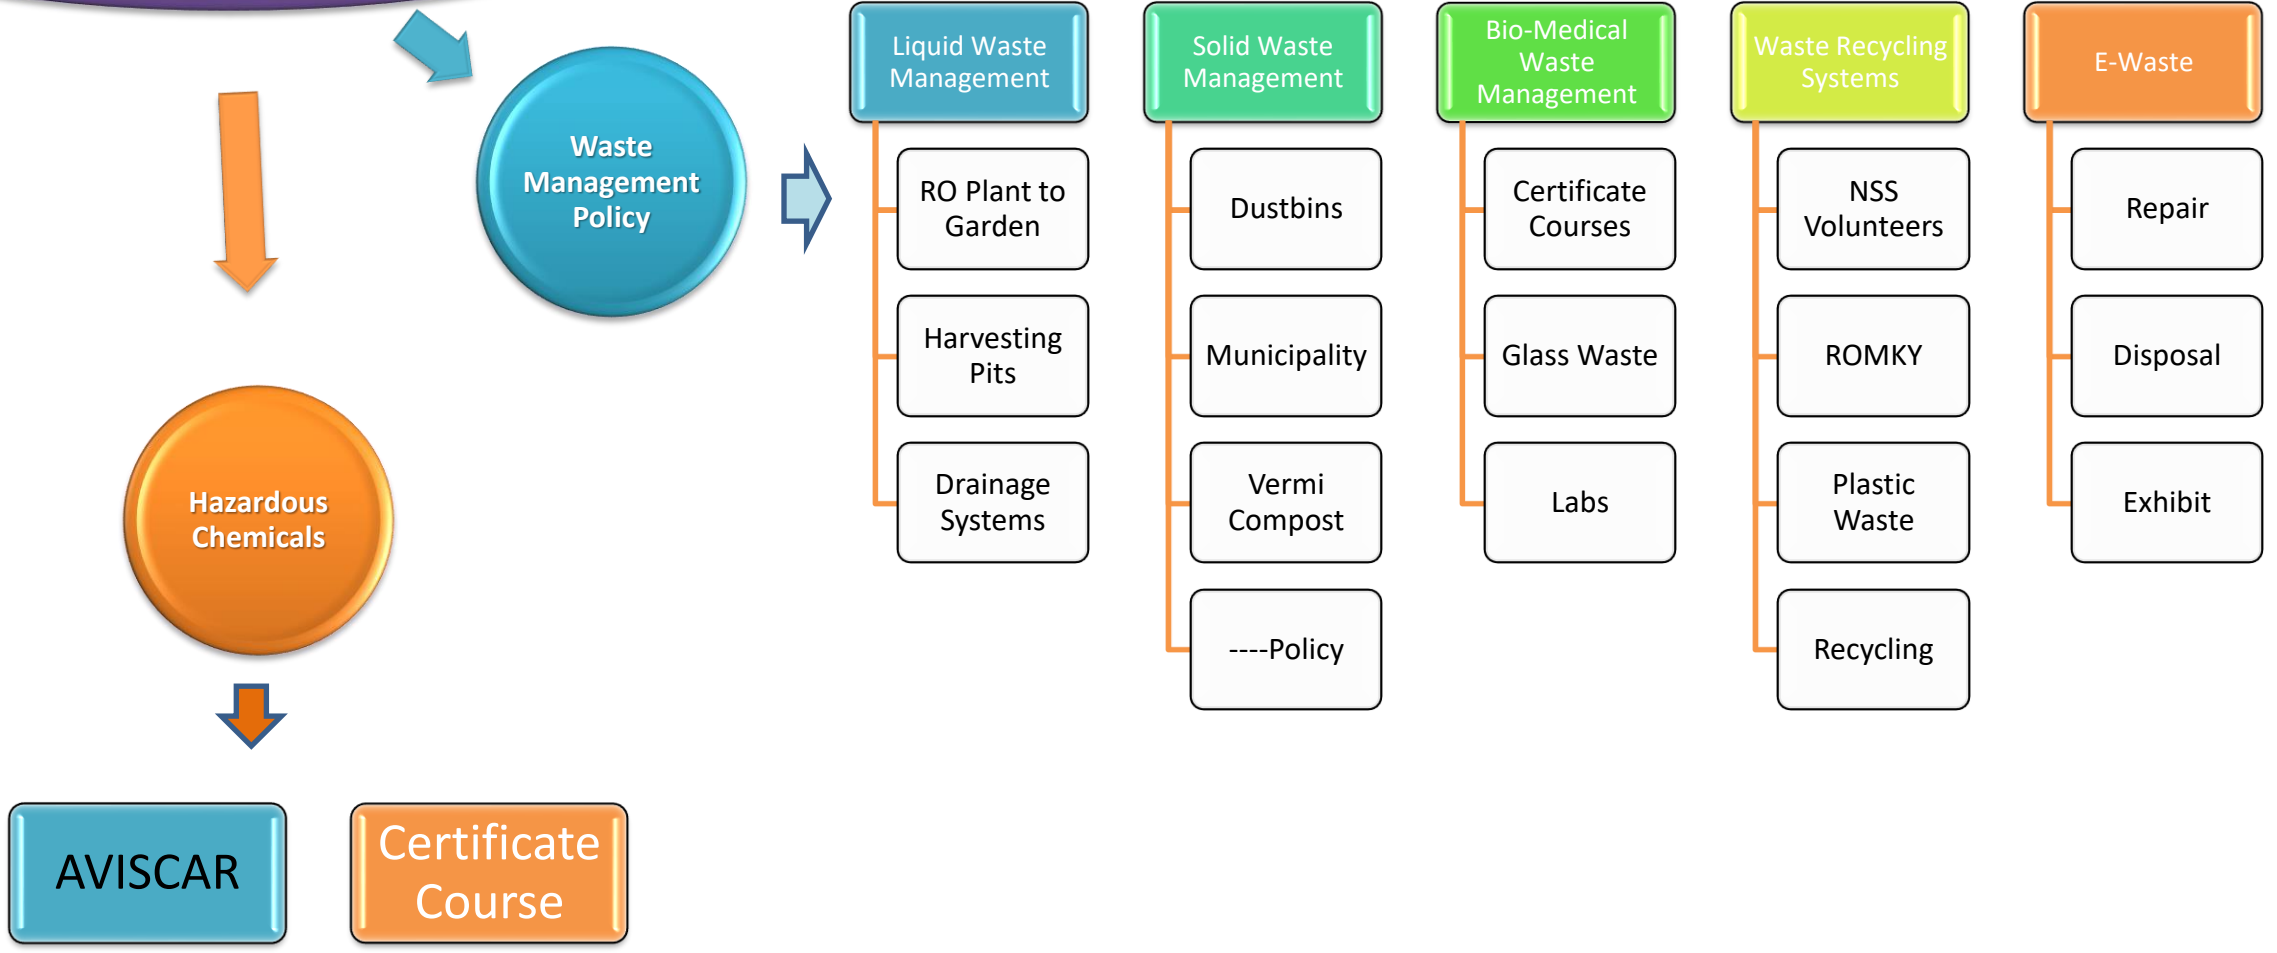 Waste
Management
Policy
Hazardous
Chemicals
AVISCAR
Certificate
Course
Liquid Waste
Management
RO Plant to
Garden
Harvesting
Pits
Drainage
Systems
Solid Waste
Management
Dustbins
Municipality
Vermi
Compost
----Policy
Bio-Medical
Waste
Management
Certificate
Courses
Glass Waste
Labs
Waste Recycling
Systems
NSS
Volunteers
ROMKY
Plastic
Waste
Recycling
E-Waste
Repair
Disposal
Exhibit